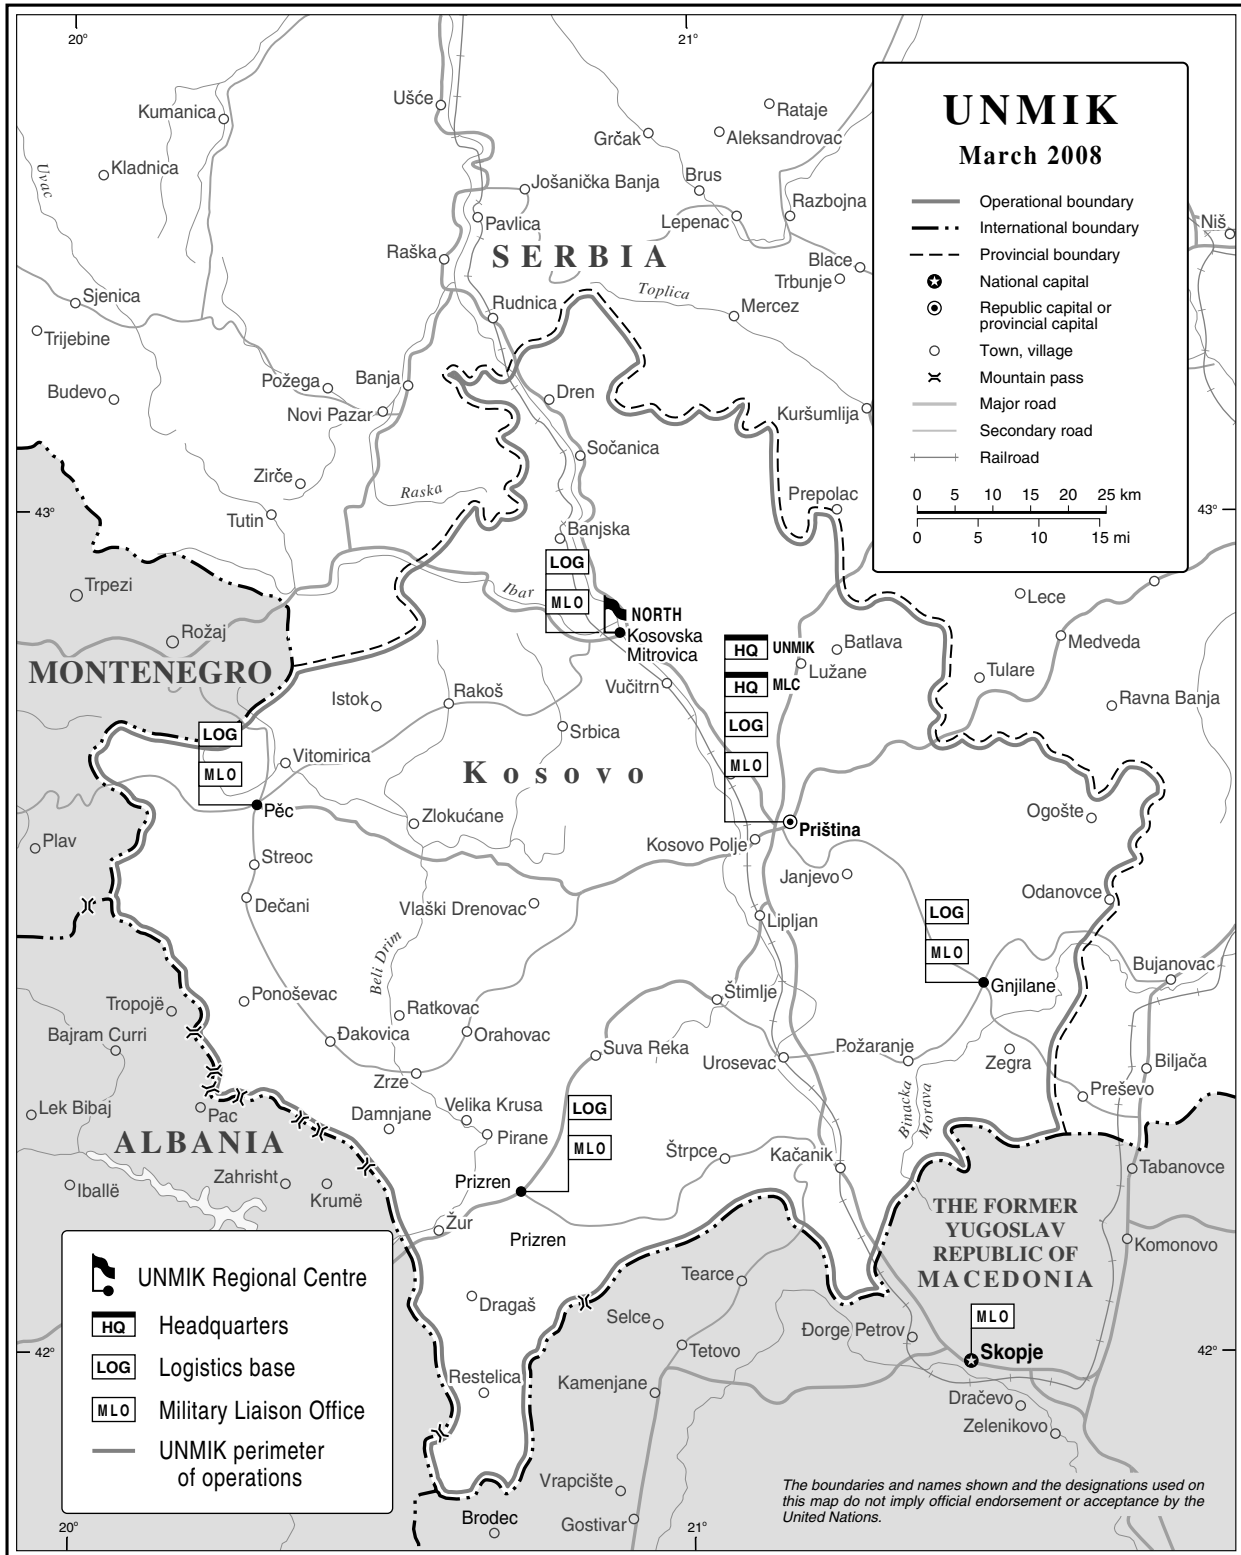 20°
21°
Ušće
Kumanica
Rataje
Grčak
Aleksandrovac
Kladnica
Uvac
Jošanička Banja
Brus
Razbojna
Pavlica
Lepenac
Niš
Raška
SERBIA
Blace
Trbunje
Sjenica
Toplica
Mercez
Rudnica
Trijebine
Požega
Banja
Budevo
Dren
Novi Pazar
Kuršumlija
Sočanica
Zirče
Raska
Prepolac
43°
43°
Tutin
Banjska
UNMIK
March 2008
Operational boundary
International boundary
Provincial boundary
National capital
Republic capital or
provincial capital
Town, village
Mountain pass
Major road
Secondary road
Railroad
0 5 10 15 20 25 km
0 5 10 15 mi
LOG
MLO
Ibar
NORTH
Kosovska
Mitrovica
Trpezi
Rožaj
MONTENEGRO
Lece
Medveda
HQ UNMIK
Batlava
Lužane
HQ MLC
Tulare
Ravna Banja
LOG
MLO
Vučitrn
Istok
Rakoš
Srbica
LOG
MLO
Vitomirica
Kosovo
Pěc
Zlokućane
Ogošte
Priština
Kosovo Polje
Plav
Streoc
Janjevo
Dečani
Vlaški Drenovac
Odanovce
Lipljan
LOG
MLO
Beli Drim
Bujanovac
Gnjilane
Ponoševac
Štimlje
Tropojë
Ratkovac
Bajram Curri
Đakovica
Orahovac
Suva Reka
Požaranje
Urosevac
Zegra
Biljača
Zrze
Preševo
Lek Bibaj
Pac
Damnjane
Velika Krusa
LOG
Binacka
Morava
ALBANIA
Pirane
MLO
Štrpce
Kačanik
Tabanovce
Iballë
Zahrisht
Krumë
Prizren
THE FORMER
YUGOSLAV
REPUBLIC OF
MACEDONIA
Žur
Prizren
Komonovo
Tearce
Dragaš
Selce
MLO
Đorge Petrov
Tetovo
Skopje
42°
42°
Restelica
Kamenjane
Dračevo
Zelenikovo
UNMIK Regional Centre
HQ Headquarters
LOG Logistics base
MLO Military Liaison Office
UNMIK perimeter
of operations
Vrapcište
Brodec
Gostivar
The boundaries and names shown and the designations used on
this map do not imply official endorsement or acceptance by the
United Nations.
20°
21°